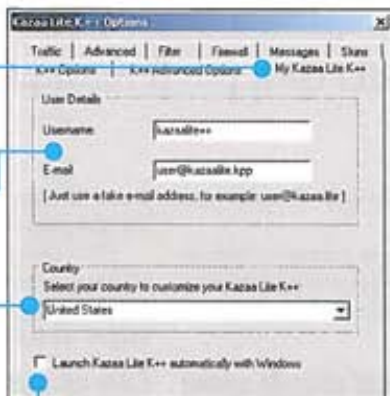 Kazaa Lite K++ Options
Traffic | Advanced | Filter | Firewall | Messages | Skins
K++ Options | K++ Advanced Options | My Kazaa Lite K++
User Details
Username kazaalite++
E-mail user@kazaalite.kpp
[ Just use a fake e-mail address, for example: user@kazaa.lite ]
Country
Select your country to customize your Kazaa Lite K++
United States
Launch Kazaa Lite K++ automatically with Windows